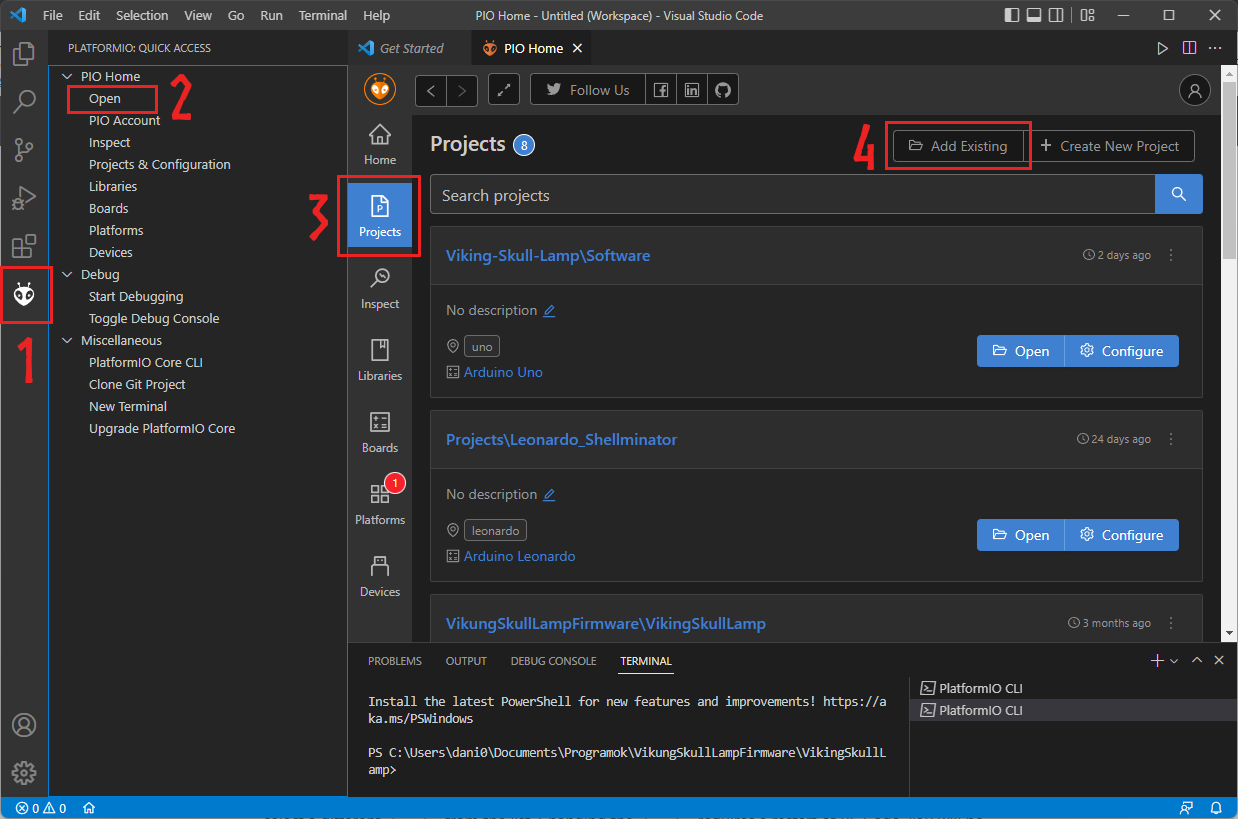 File Edit Selection View Go Run Terminal Help PIO Home - Untitled (Workspace) - Visual Studio Code
PLATFORMIO: QUICK ACCESS
PIO Home
Open
PIO Account
Inspect
Projects & Configuration
Libraries
Boards
Platforms
Devices
Debug
Start Debugging
Toggle Debug Console
Miscellaneous
PlatformIO Core CLI
Clone Git Project
New Terminal
Upgrade PlatformIO Core
1
2
3
4
Get Started PIO Home
Follow Us
Home
Projects
Inspect
Libraries
Boards
Platforms
1
Devices
Projects 8
Add Existing Create New Project
Search projects
Viking-Skull-Lamp\Software 2 days ago
No description
uno
Arduino Uno
Open Configure
Projects\Leonardo_Shellminator 24 days ago
No description
leonardo
Arduino Leonardo
Open Configure
VikungSkullLampFirmware\VikingSkullLamp 3 months ago
PROBLEMS OUTPUT DEBUG CONSOLE TERMINAL
Install the latest PowerShell for new features and improvements! https://a
ka.ms/PSWindows
PS C:\Users\dani0\Documents\Programok\VikungSkullLampFirmware\VikingSkullL
amp>
PlatformIO CLI
PlatformIO CLI
0 0